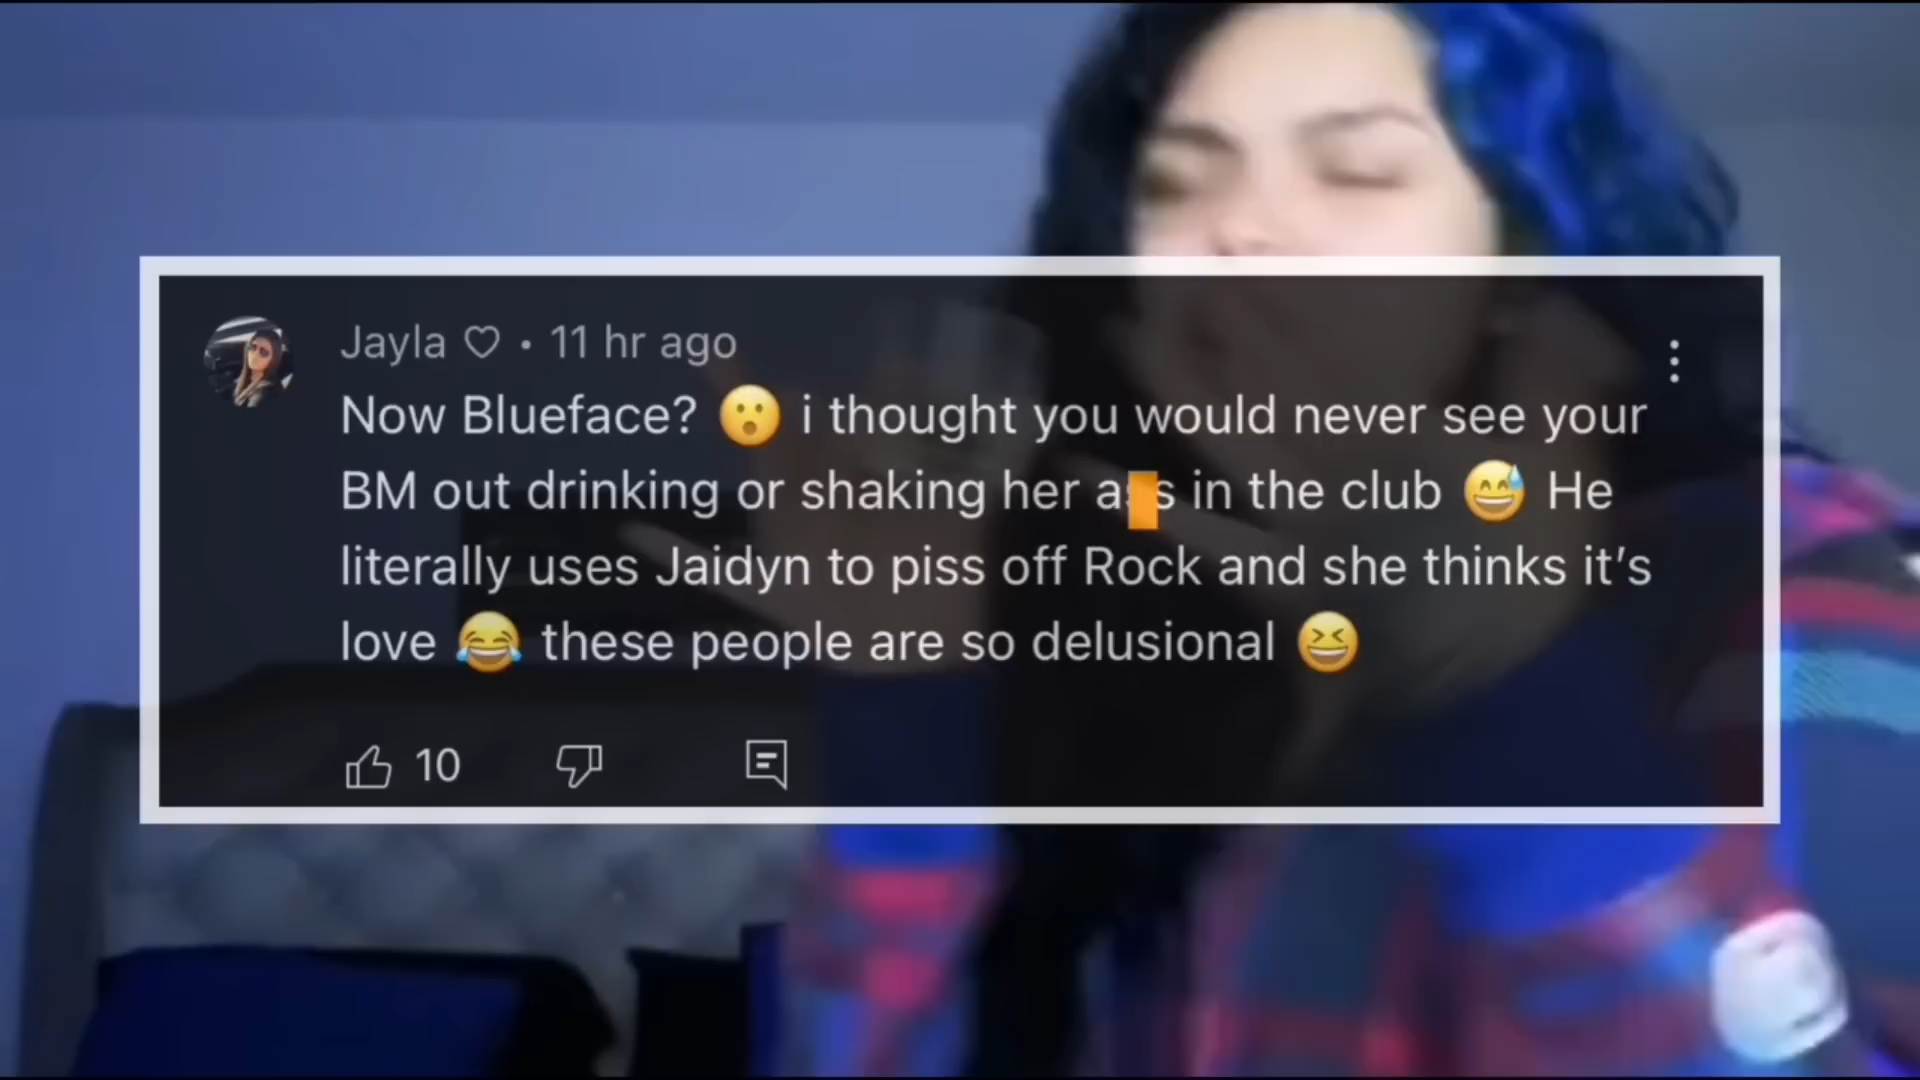 Jayla ♡ • 11 hr ago
Now Blueface? 😮 i thought you would never see your
BM out drinking or shaking her ass in the club 😅 He
literally uses Jaidyn to piss off Rock and she thinks it’s
love 😂 these people are so delusional 😆
10